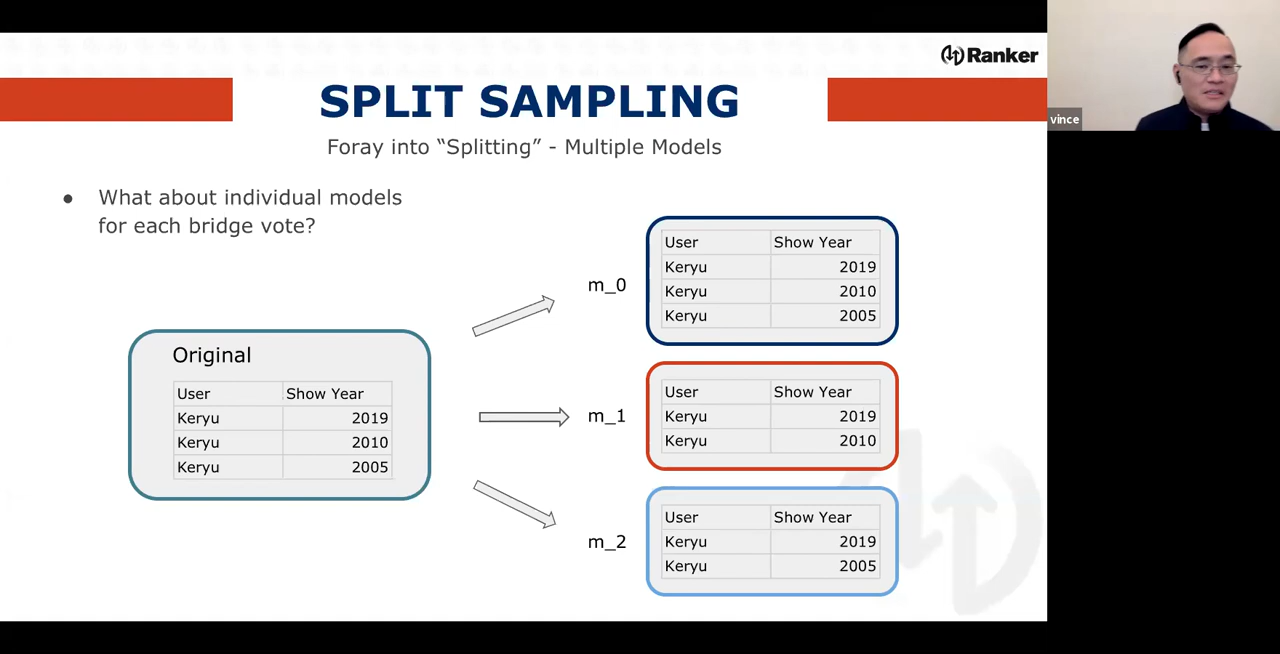 Ranker
SPLIT SAMPLING
Foray into “Splitting” - Multiple Models
● What about individual models
for each bridge vote?
Original
User Show Year
Keryu 2019
Keryu 2010
Keryu 2005
m_0
User Show Year
Keryu 2019
Keryu 2010
Keryu 2005
m_1
User Show Year
Keryu 2019
Keryu 2010
m_2
User Show Year
Keryu 2019
Keryu 2005
vince